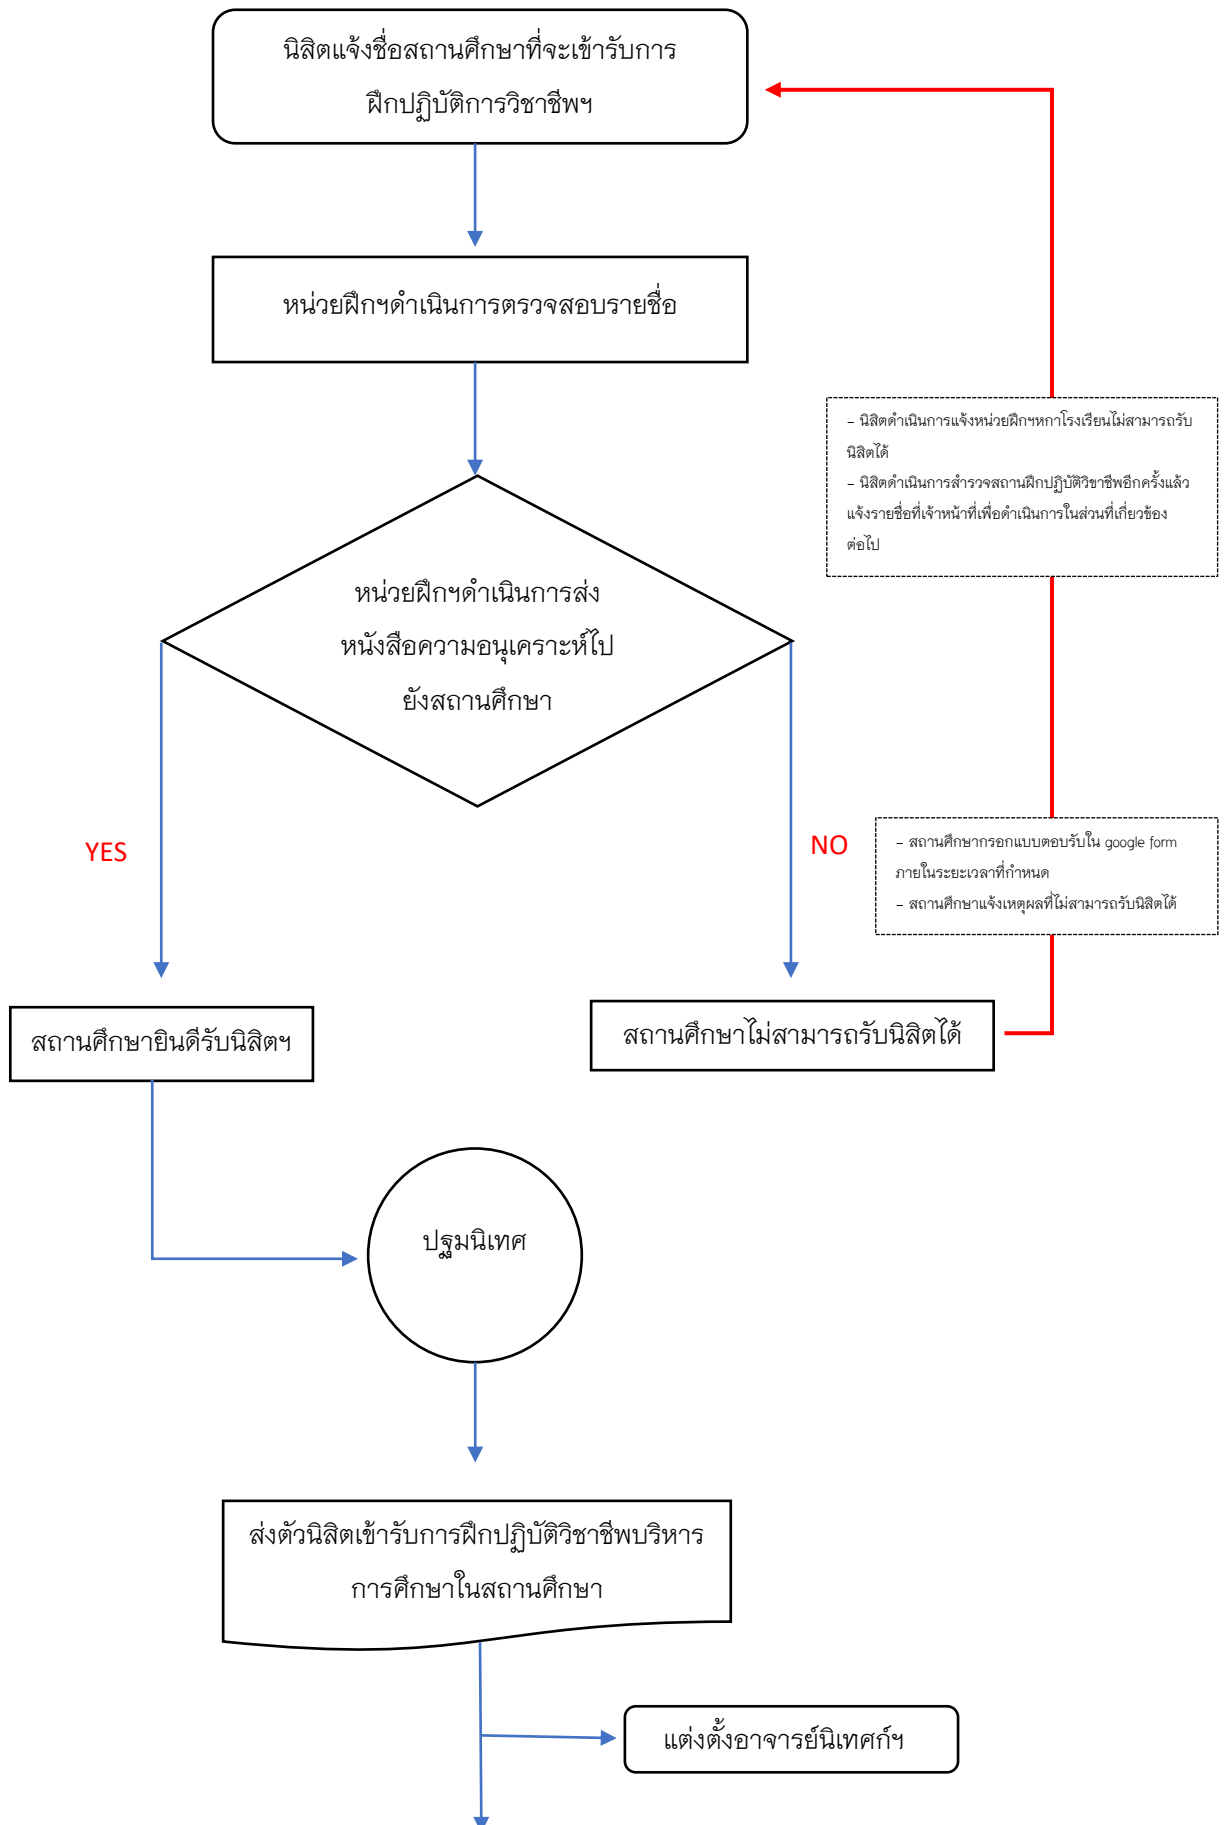 นิสิตแจ้งชื่อสถานศึกษาที่จะเข้ารับการ
ฝึกปฏิบัติการวิชาชีพฯ
หน่วยฝึกฯดำเนินการตรวจสอบรายชื่อ
– นิสิตดำเนินการแจ้งหน่วยฝึกฯหกาโรงเรียนไม่สามารถรับ
นิสิตได้
– นิสิตดำเนินการสำรวจสถานฝึกปฏิบัติวิขาชีพอีกครั้งแล้ว
แจ้งรายชื่อที่เจ้าหน้าที่เพื่อดำเนินการในส่วนที่เกี่ยวข้อง
ต่อไป
หน่วยฝึกฯดำเนินการส่ง
หนังสือความอนุเคราะห์ไป
ยังสถานศึกษา
YES
NO
– สถานศึกษากรอกแบบตอบรับใน google form
ภายในระยะเวลาที่กำหนด
– สถานศึกษาแจ้งเหตุผลที่ไม่สามารถรับนิสิตได้
สถานศึกษายินดีรับนิสิตฯ
สถานศึกษาไม่สามารถรับนิสิตได้
ปฐมนิเทศ
ส่งตัวนิสิตเข้ารับการฝึกปฏิบัติวิชาชีพบริหาร
การศึกษาในสถานศึกษา
แต่งตั้งอาจารย์นิเทศก์ฯ